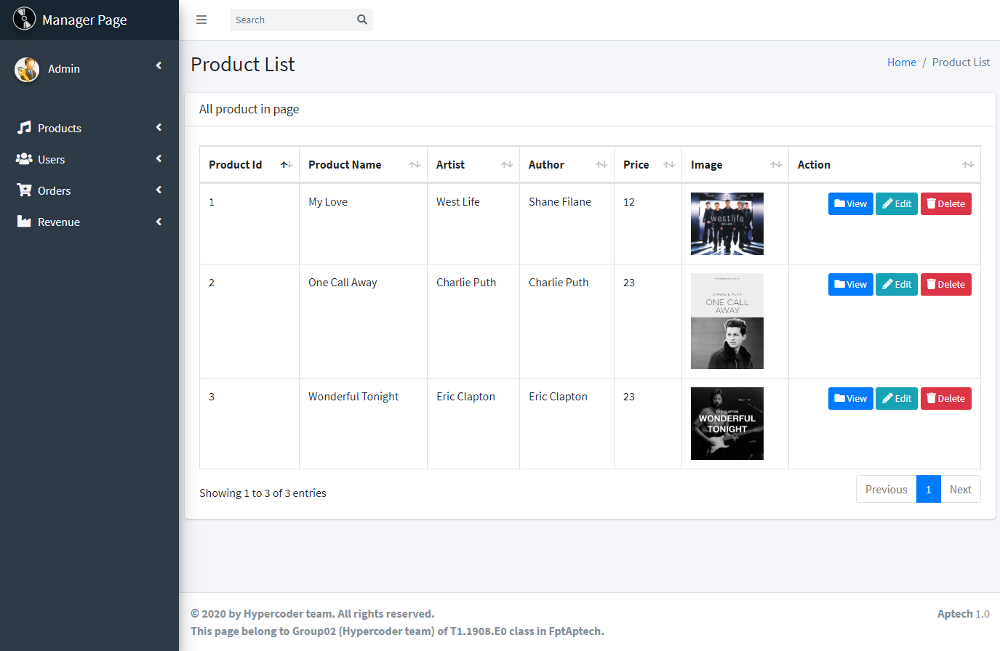 Manager Page
Search
Admin
Products
Users
Orders
Revenue
Product List
Home / Product List
All product in page
Product Id Product Name Artist Author Price Image Action
1 My Love West Life Shane Filane 12 View Edit Delete
westlife
MY LOVE
2 One Call Away Charlie Puth Charlie Puth 23 View Edit Delete
CHARLIE PUTH
ONE CALL
AWAY
3 Wonderful Tonight Eric Clapton Eric Clapton 23 View Edit Delete
ERIC CLAPTON
WONDERFUL
TONIGHT
Showing 1 to 3 of 3 entries
Previous 1 Next
© 2020 by Hypercoder team. All rights reserved.
Aptech 1.0
This page belong to Group02 (Hypercoder team) of T1.1908.E0 class in FptAptech.